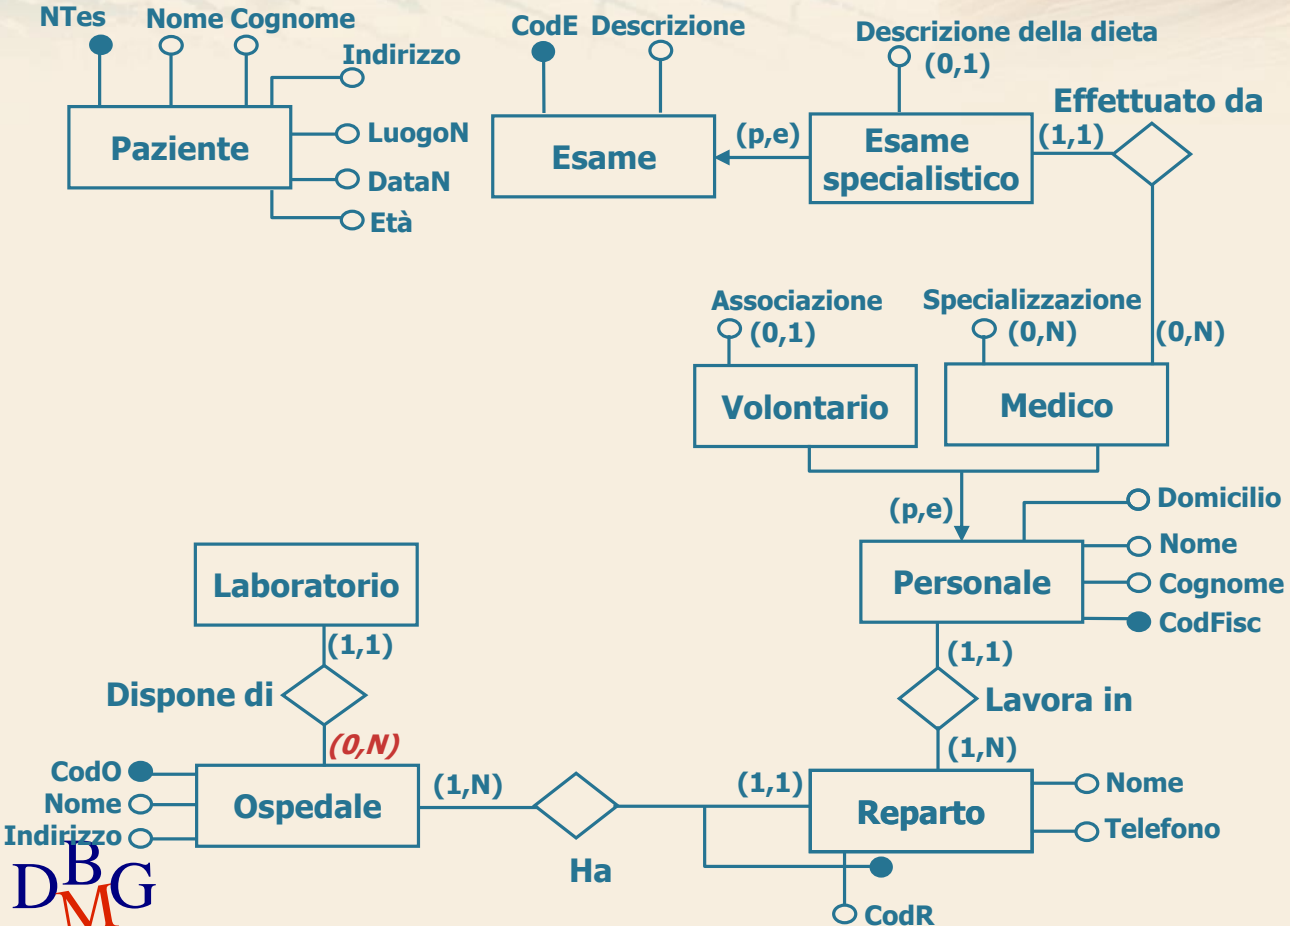 NTes
Nome Cognome
Indirizzo
Paziente
LuogoN
DataN
Età
CodE Descrizione
Esame
(p,e)
Descrizione della dieta
(0,1)
Esame
specialistico
(1,1)
Effettuato da
(0,N)
Associazione
(0,1)
Volontario
Specializzazione
(0,N)
Medico
(p,e)
Domicilio
Nome
Cognome
CodFisc
Personale
(1,1)
Lavora in
(1,N)
Laboratorio
(1,1)
Dispone di
(0,N)
CodO
Nome
Indirizzo
Ospedale
(1,N)
Ha
(1,1)
Reparto
Nome
Telefono
CodR
DBMG